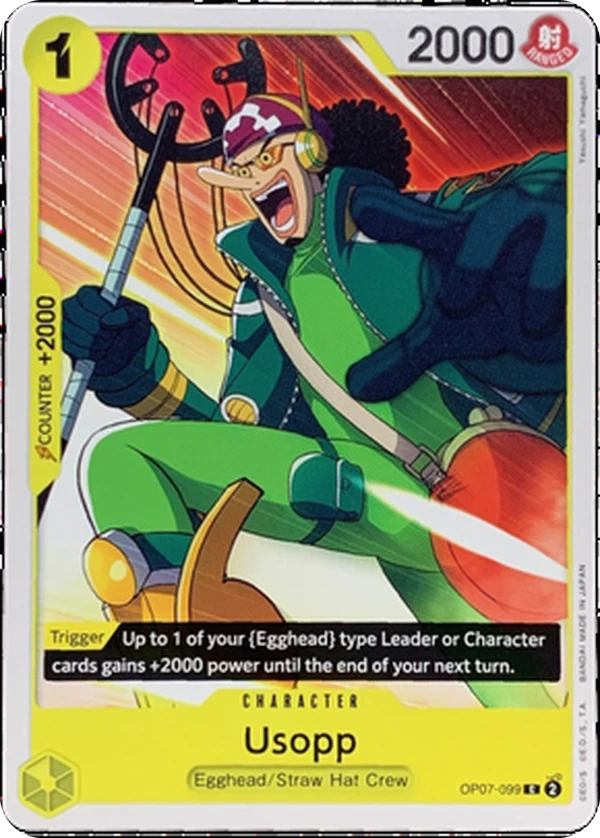 1
2000
射
RANGED
Yasushi Yamaguchi
COUNTER +2000
Trigger Up to 1 of your {Egghead} type Leader or Character
cards gains +2000 power until the end of your next turn.
CHARACTER
Usopp
Egghead/Straw Hat Crew
OP07-099 C 2
©E.O./S. ©E.O./S., T.A. BANDAI MADE IN JAPAN